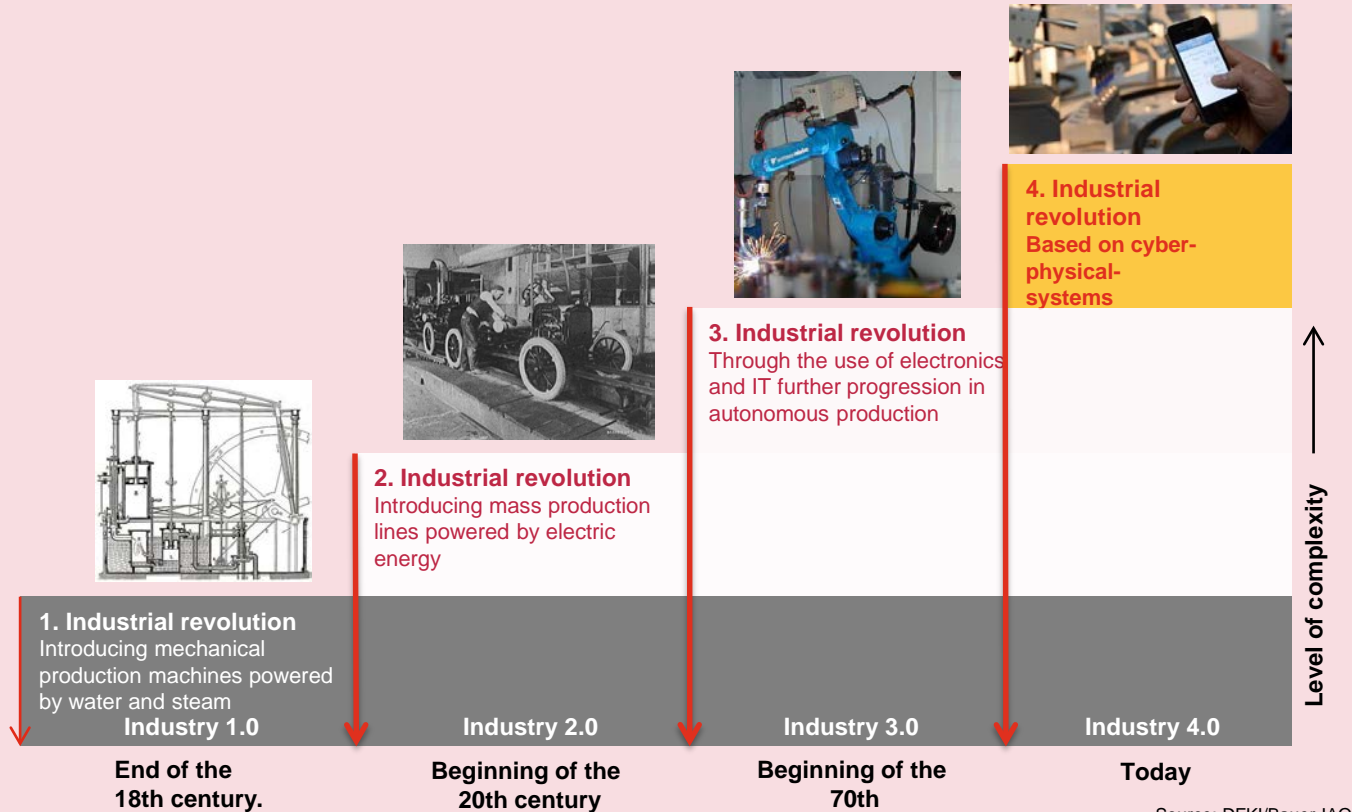 4. Industrial
revolution
Based on cyber-
physical-
systems
3. Industrial revolution
Through the use of electronics
and IT further progression in
autonomous production
2. Industrial revolution
Introducing mass production
lines powered by electric
energy
1. Industrial revolution
Introducing mechanical
production machines powered
by water and steam
Level of complexity
Industry 1.0
Industry 2.0
Industry 3.0
Industry 4.0
End of the
18th century.
Beginning of the
20th century
Beginning of the
70th
Today